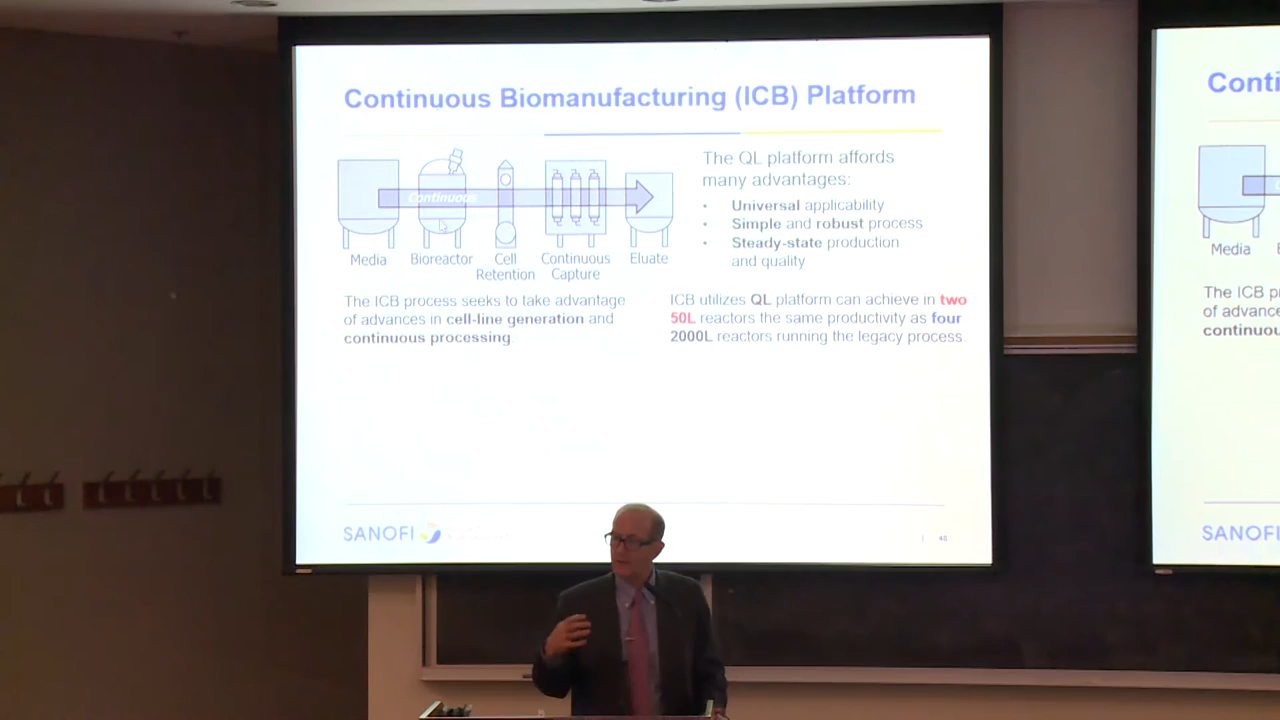 Continuous Biomanufacturing (ICB) Platform
Continuous
Media
Bioreactor
Cell
Retention
Continuous
Capture
Eluate
The QL platform affords
many advantages:
• Universal applicability
• Simple and robust process
• Steady-state production
and quality
The ICB process seeks to take advantage
of advances in cell-line generation and
continuous processing.
ICB utilizes QL platform can achieve in two
50L reactors the same productivity as four
2000L reactors running the legacy process.
SANOFI
| 48
Conti
Media
The ICB p
of advance
continuou
SANOFI